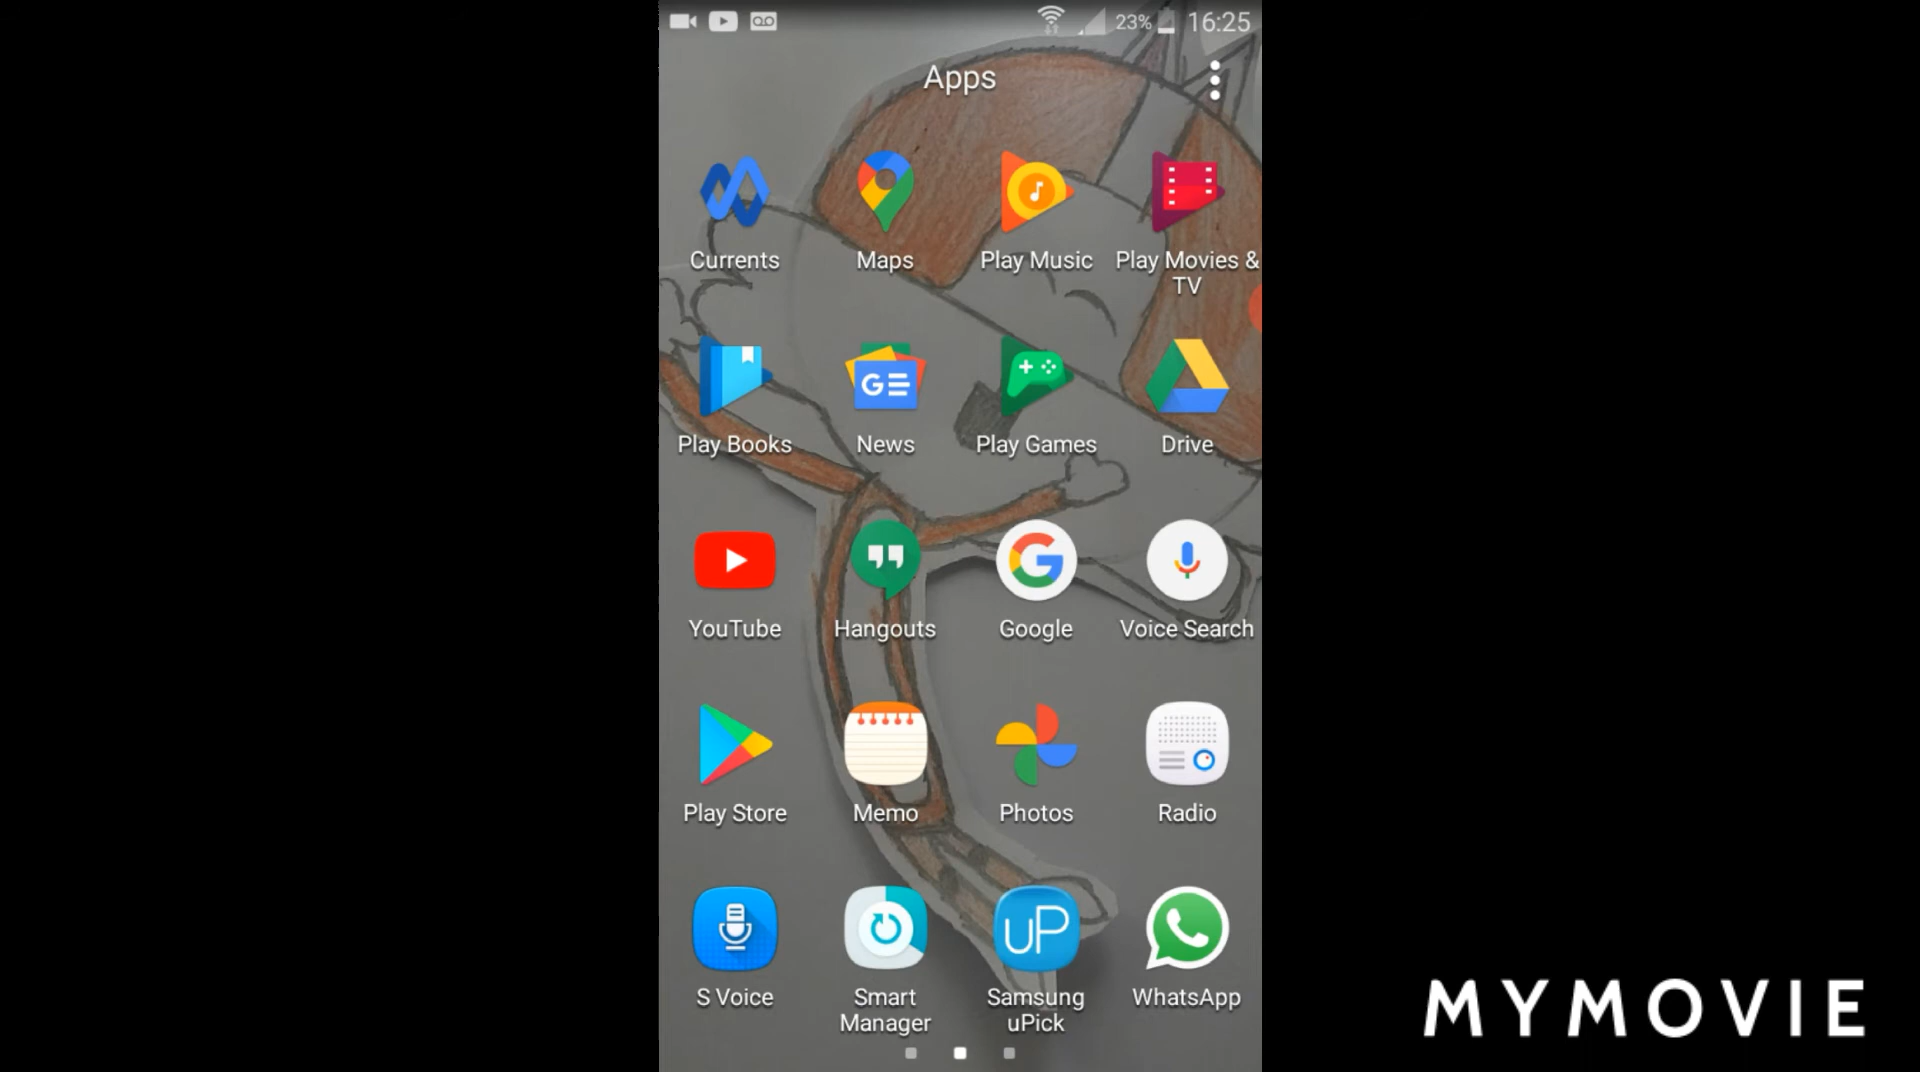 23% 16:25
Apps
Currents Maps Play Music Play Movies &
TV
Play Books News Play Games Drive
YouTube Hangouts Google Voice Search
Play Store Memo Photos Radio
uP
S Voice Smart Samsung WhatsApp
Manager uPick
MYMOVIE